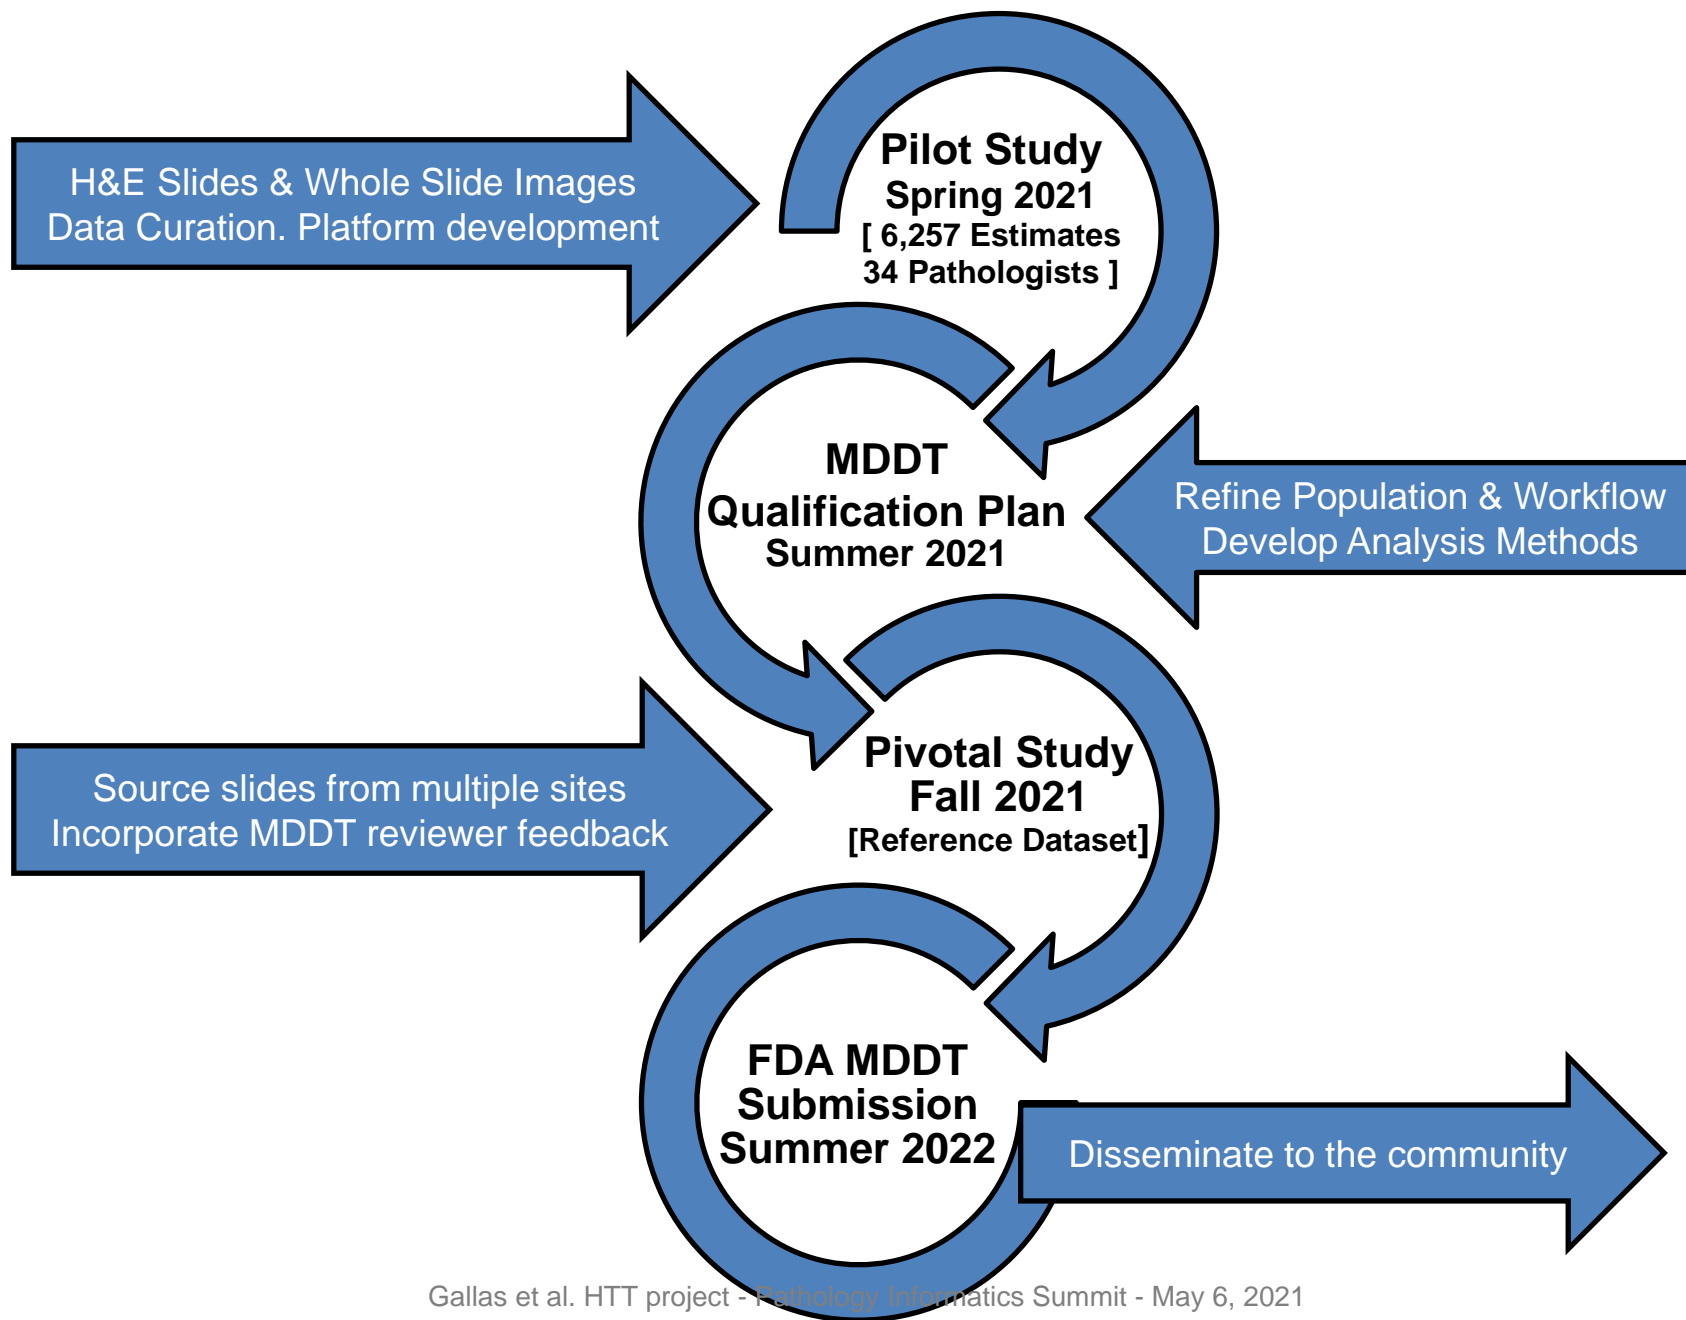 H&E Slides & Whole Slide Images
Data Curation. Platform development
Pilot Study
Spring 2021
[ 6,257 Estimates
34 Pathologists ]
MDDT
Qualification Plan
Summer 2021
Refine Population & Workflow
Develop Analysis Methods
Source slides from multiple sites
Incorporate MDDT reviewer feedback
Pivotal Study
Fall 2021
[Reference Dataset]
FDA MDDT
Submission
Summer 2022
Disseminate to the community
Gallas et al. HTT project - Pathology Informatics Summit - May 6, 2021